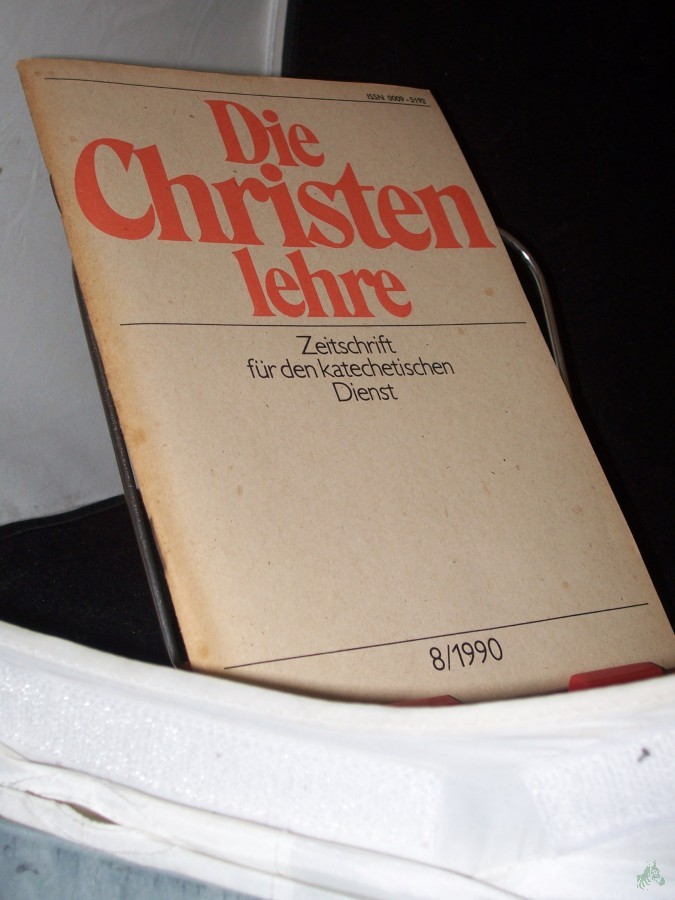 ISSN 0009-5192
Die
Christen
lehre
Zeitschrift
für den katechetischen
Dienst
8/1990